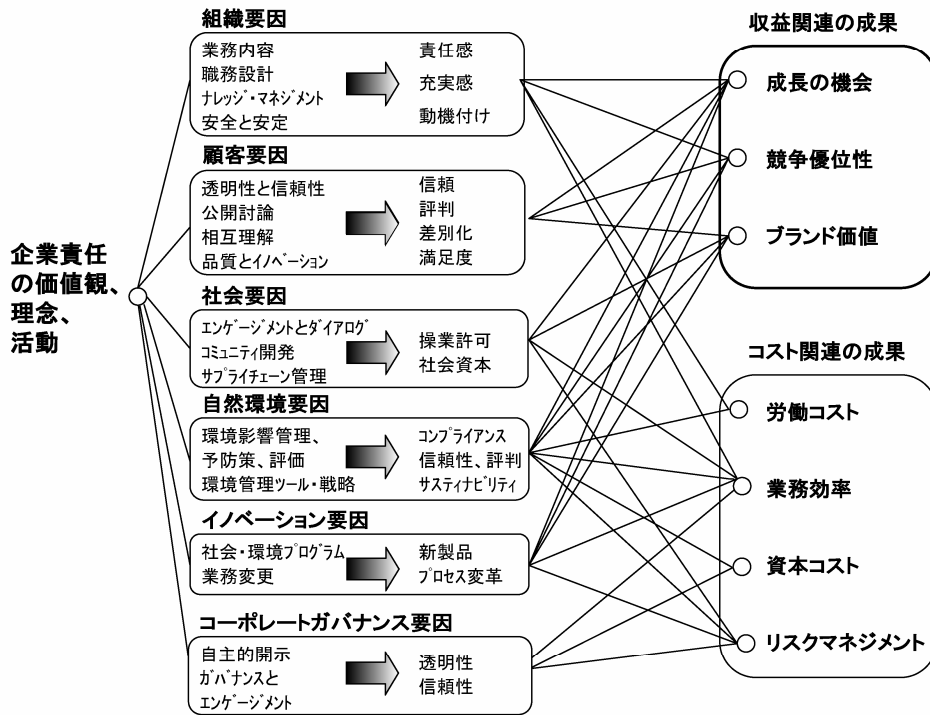 企業責任
の価値観、
理念、
活動
組織要因
業務内容
職務設計
ﾅﾚｯｼﾞ・ﾏﾈｼﾞﾒﾝﾄ
安全と安定
責任感
充実感
動機付け
顧客要因
透明性と信頼性
公開討論
相互理解
品質とｲﾉﾍﾞｰｼｮﾝ
信頼
評判
差別化
満足度
社会要因
ｴﾝｹﾞｰｼﾞﾒﾝﾄとﾀﾞｲｱﾛｸﾞ
ｺﾐｭﾆﾃｨ開発
ｻﾌﾟﾗｲﾁｪｰﾝ管理
操業許可
社会資本
自然環境要因
環境影響管理、
予防策、評価
環境管理ﾂｰﾙ・戦略
ｺﾝﾌﾟﾗｲｱﾝｽ
信頼性、評判
ｻｽﾃｨﾅﾋﾞﾘﾃｨ
イノベーション要因
社会・環境ﾌﾟﾛｸﾞﾗﾑ
業務変更
新製品
ﾌﾟﾛｾｽ変革
コーポレートガバナンス要因
自主的開示
ｶﾞﾊﾞﾅﾝｽと
ｴﾝｹﾞｰｼﾞﾒﾝﾄ
透明性
信頼性
収益関連の成果
成長の機会
競争優位性
ブランド価値
コスト関連の成果
労働コスト
業務効率
資本コスト
リスクマネジメント